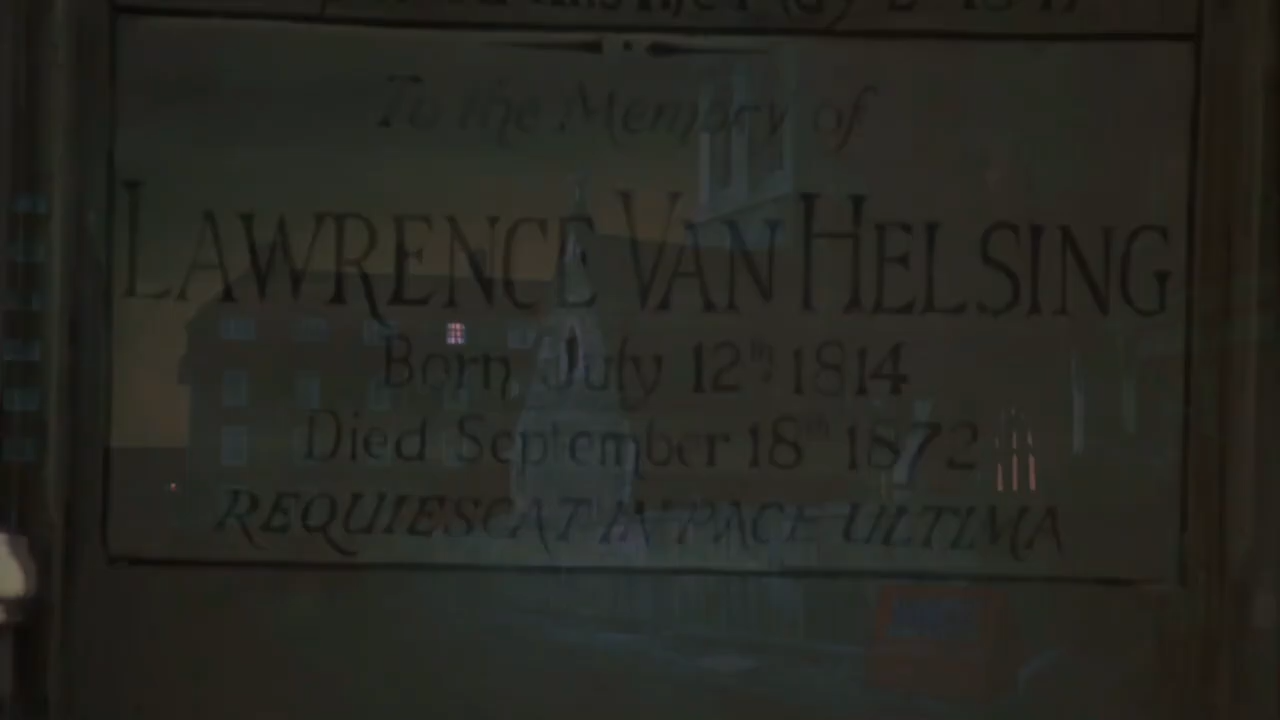 To the Memory of
LAWRENCE VAN HELSING
Born July 12th 1814
Died September 18th 1872
REQUIESCAT IN PACE ULTIMA